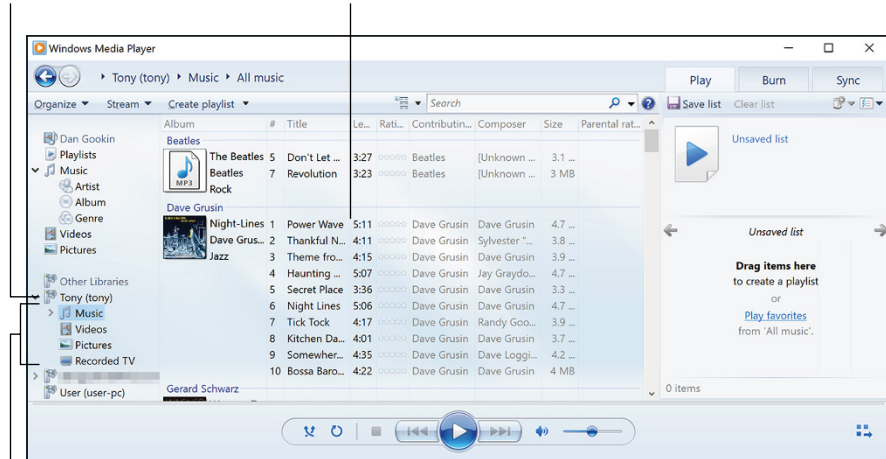 Windows Media Player
Tony (tony) Music All music
Play Burn Sync
Organize Stream Create playlist Search Save list Clear list
Album # Title Le... Rati... Contributin... Composer Size Parental rat...
Dan Gookin
Playlists
Music
Artist
Album
Genre
Videos
Pictures
Other Libraries
Tony (tony)
Music
Videos
Pictures
Recorded TV
User (user-pc)
Beatles
The Beatles 5 Don't Let ... 3:27 Beatles [Unknown ... 3.1 ...
Beatles 7 Revolution 3:23 Beatles [Unknown ... 3 MB
Rock
MP3
Dave Grusin
Night-Lines 1 Power Wave 5:11 Dave Grusin Dave Grusin 4.7 ...
Dave Grus... 2 Thankful N... 4:11 Dave Grusin Sylvester "... 3.8 ...
Jazz 3 Theme fro... 4:15 Dave Grusin Dave Grusin 3.9 ...
4 Haunting ... 5:07 Dave Grusin Jay Graydo... 4.7 ...
5 Secret Place 3:36 Dave Grusin Dave Grusin 3.3 ...
6 Night Lines 5:06 Dave Grusin Dave Grusin 4.7 ...
7 Tick Tock 4:17 Dave Grusin Randy Goo... 3.9 ...
8 Kitchen Da... 4:01 Dave Grusin Dave Grusin 3.7 ...
9 Somewher... 4:35 Dave Grusin Dave Loggi... 4.2 ...
10 Bossa Baro... 4:22 Dave Grusin Dave Grusin 4 MB
Gerard Schwarz
Unsaved list
Unsaved list
Drag items here
to create a playlist
or
Play favorites
from 'All music'.
0 items